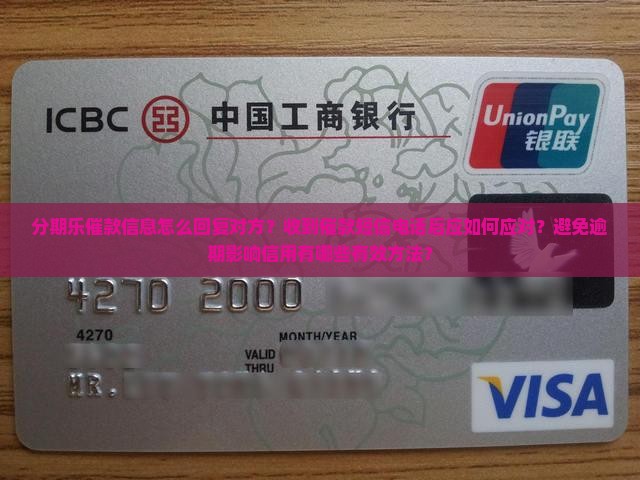 ICBC 中国工商银行
UnionPay
银联
分期乐催款信息怎么回复对方？收到催款短信电话后应如何应对？避免逾
期影响信用有哪些有效方法？
4270 2000
4270
MONTH/YEAR
VALID
THRU
MR.
VISA